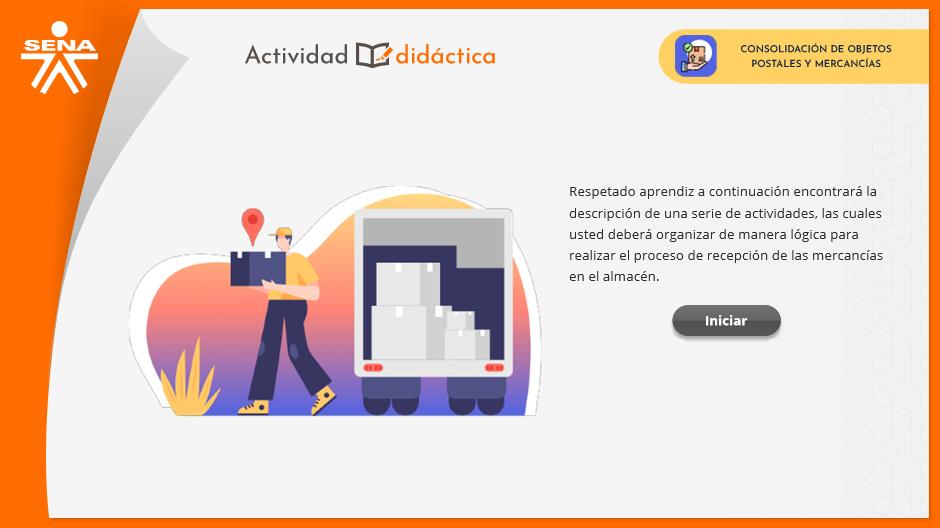 SENA
Actividad didáctica
CONSOLIDACIÓN DE OBJETOS
POSTALES Y MERCANCÍAS
Respetado aprendiz a continuación encontrará la
descripción de una serie de actividades, las cuales
usted deberá organizar de manera lógica para
realizar el proceso de recepción de las mercancías
en el almacén.
Iniciar